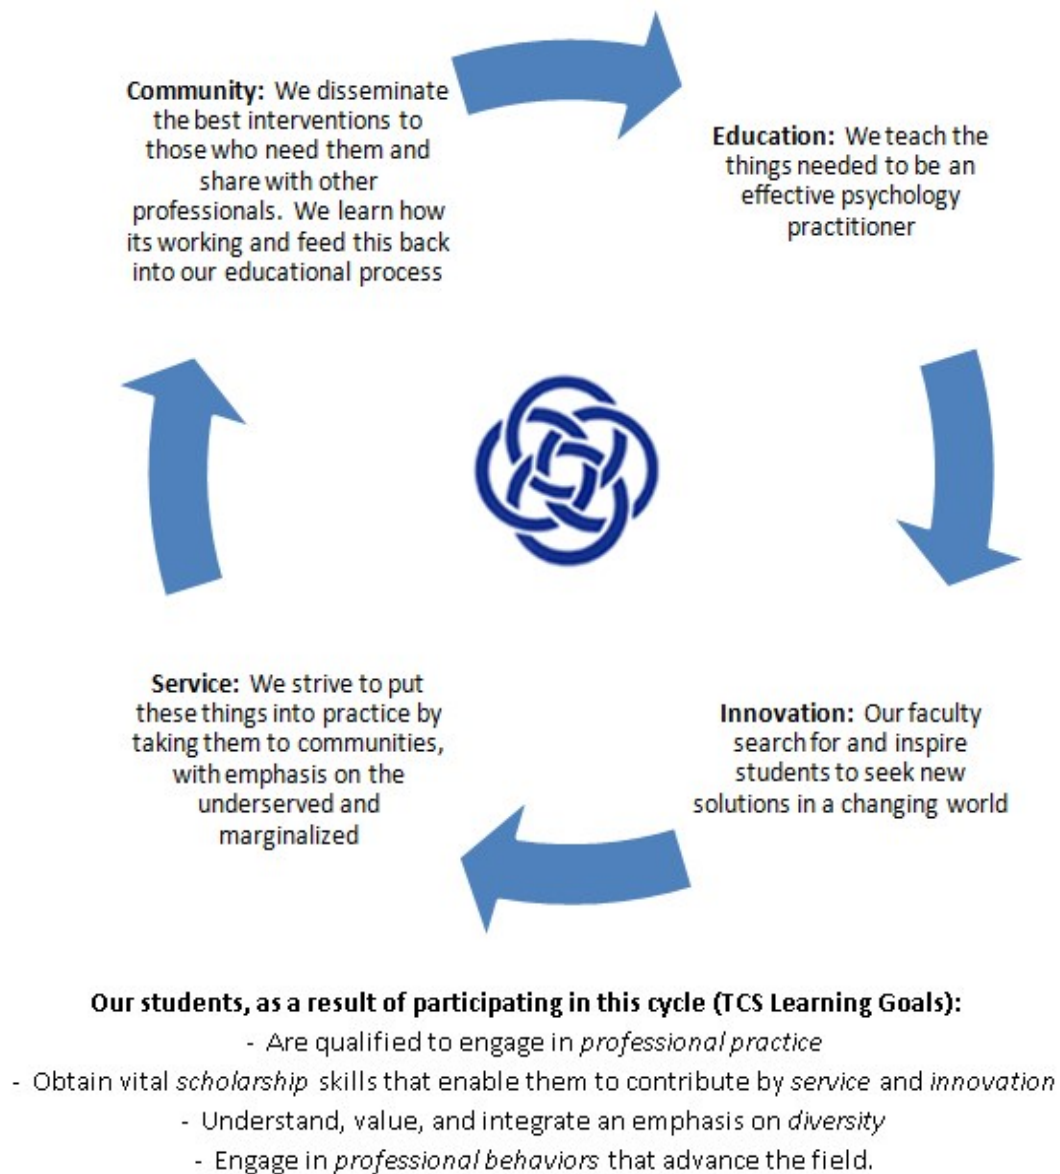 Community: We disseminate
the best interventions to
those who need them and
share with other
professionals. We learn how
its working and feed this back
into our educational process
Education: We teach the
things needed to be an
effective psychology
practitioner
Service: We strive to put
these things into practice by
taking them to communities,
with emphasis on the
underserved and
marginalized
Innovation: Our faculty
search for and inspire
students to seek new
solutions in a changing world
Our students, as a result of participating in this cycle (TCS Learning Goals):
- Are qualified to engage in professional practice
- Obtain vital scholarship skills that enable them to contribute by service and innovation
- Understand, value, and integrate an emphasis on diversity
- Engage in professional behaviors that advance the field.